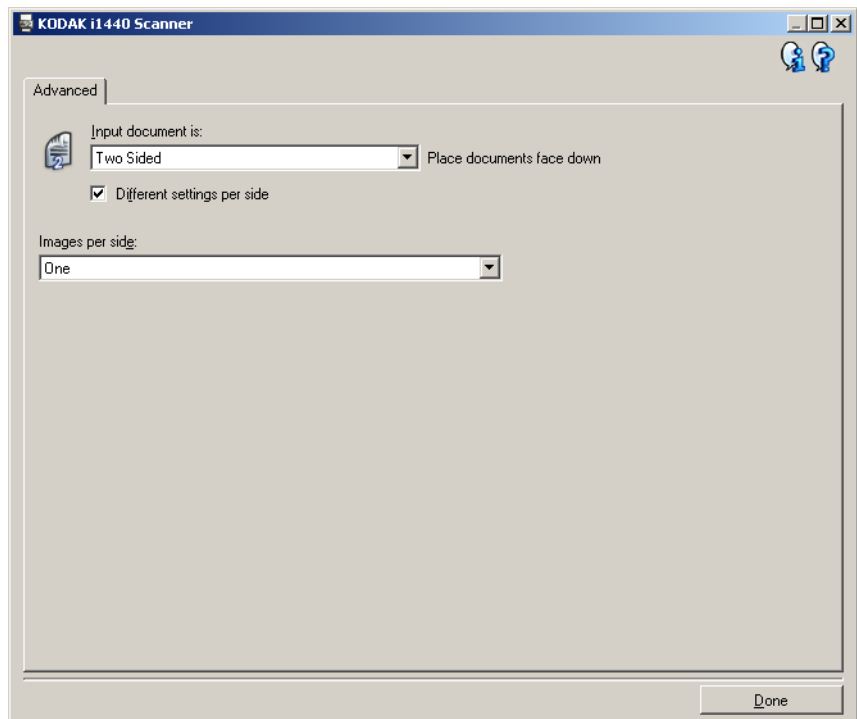 KODAK i1440 Scanner
Advanced
Input document is:
Two Sided
Place documents face down
Different settings per side
Images per side:
One
Done